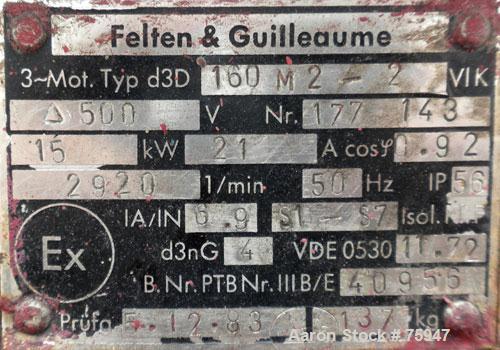 Felten & Guilleaume
3~Mot. Typ d3D 160 M 2 - 2 VIK
Δ 500 V Nr. 177 143
15 kW 21 A cosφ 0.92
2920 1/min 50 Hz IP 56
IA/IN 6.9 S1 - S7 Isol. Kl.
Ex d3nG 4 VDE 0530 11.72
B. Nr. PTB Nr. III B/E 40956
Prüfg 5.12.83 137 kg
Aaron Stock # 75947